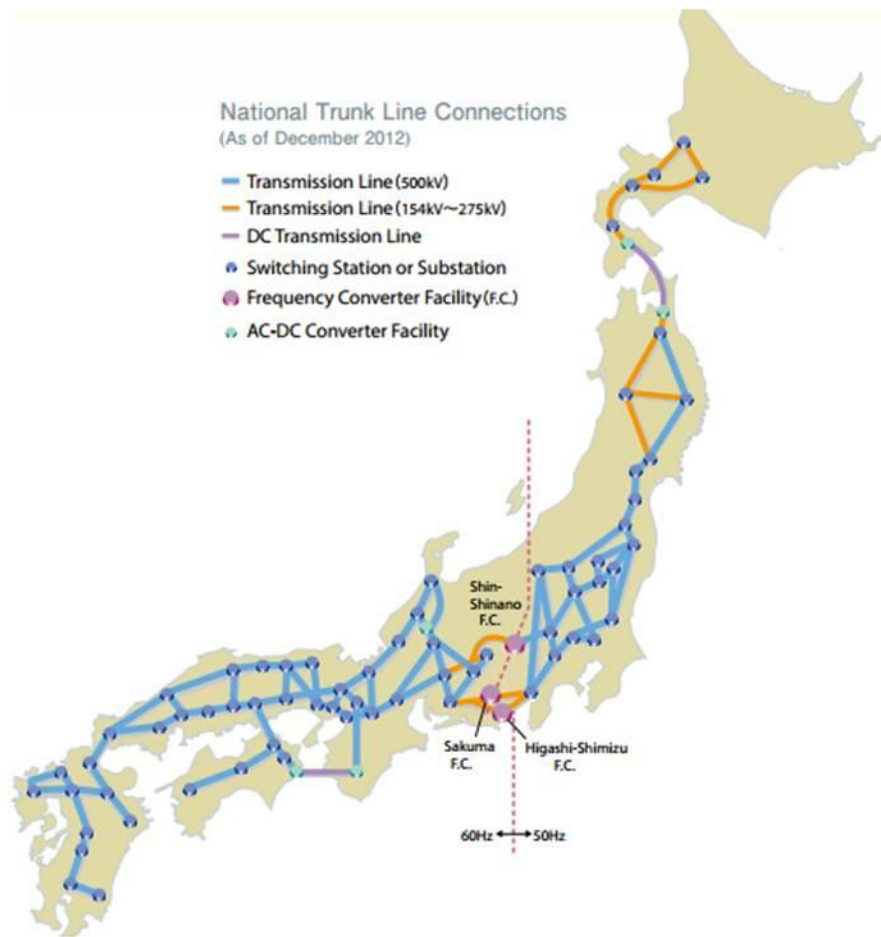 National Trunk Line Connections
(As of December 2012)
Transmission Line (500kV)
Transmission Line (154kV～275kV)
DC Transmission Line
Switching Station or Substation
Frequency Converter Facility (F.C.)
AC-DC Converter Facility
Shin-
Shinano
F.C.
Sakuma
F.C.
Higashi-Shimizu
F.C.
60Hz
50Hz